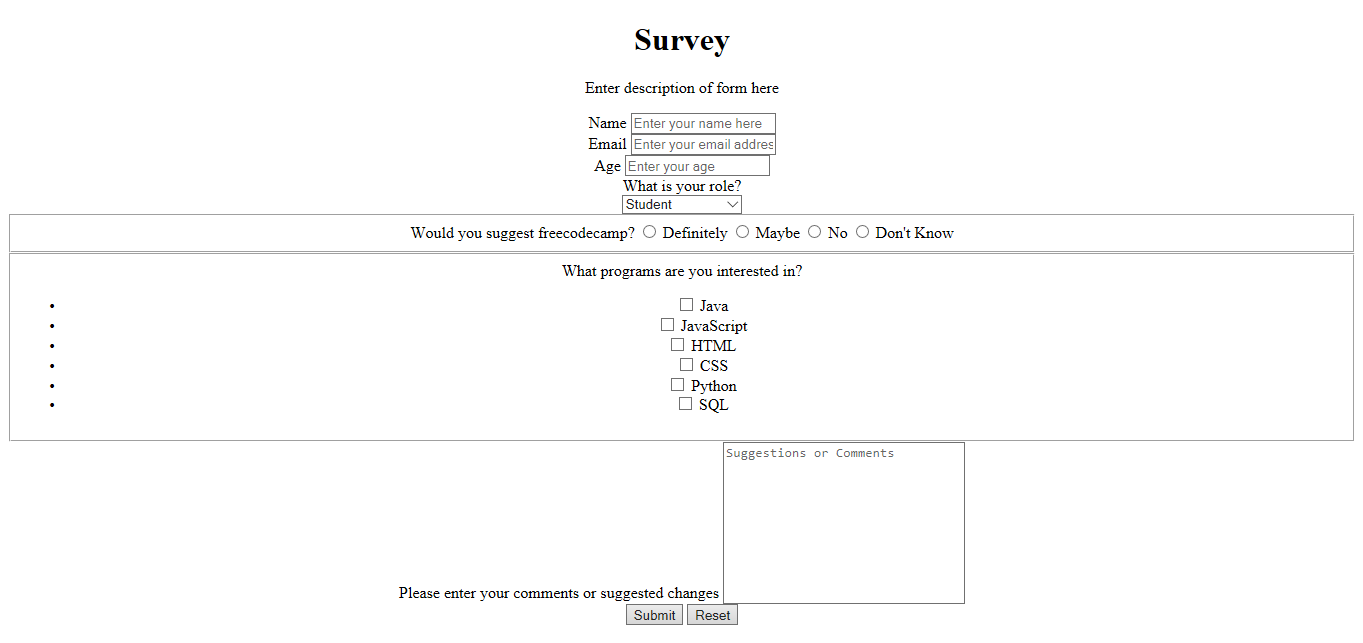 Survey
Enter description of form here
Name Enter your name here
Email Enter your email addres
Age Enter your age
What is your role?
Student
Would you suggest freecodecamp? Definitely Maybe No Don't Know
What programs are you interested in?
Java
JavaScript
HTML
CSS
Python
SQL
Suggestions or Comments
Please enter your comments or suggested changes
Submit Reset